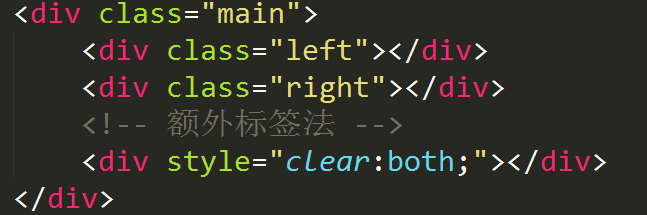 <div class="main">
    <div class="left"></div>
    <div class="right"></div>
    <!-- 额外标签法 -->
    <div style="clear:both;"></div>
</div>